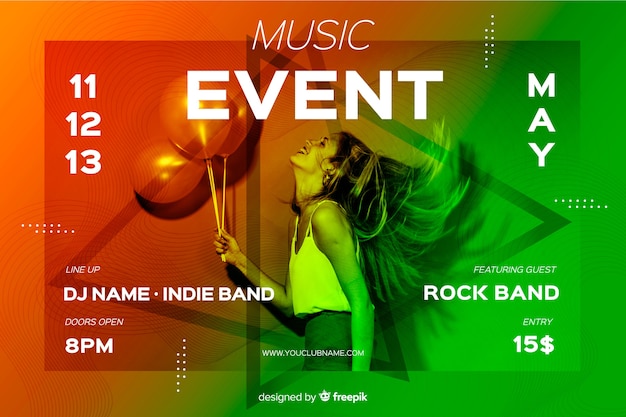 MUSIC
EVENT
11
12
13
MAY
LINE UP
DJ NAME · INDIE BAND
DOORS OPEN
8PM
FEATURING GUEST
ROCK BAND
ENTRY
15$
WWW.YOUCLUBNAME.COM
designed by freepik